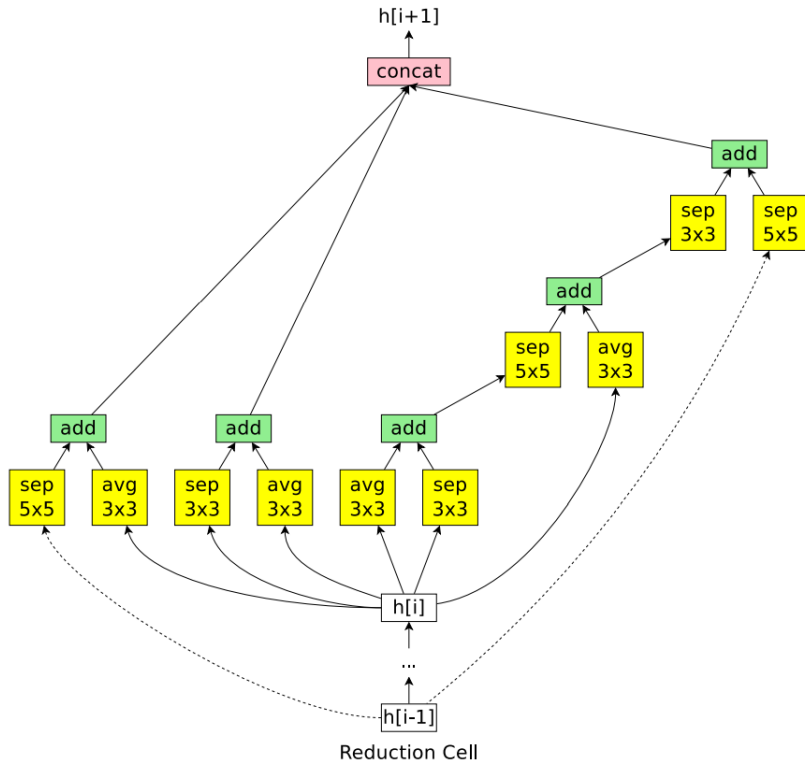 h[i+1]
concat
add
sep
3x3
sep
5x5
add
sep
5x5
avg
3x3
add
add
add
sep
5x5
avg
3x3
sep
3x3
avg
3x3
avg
3x3
sep
3x3
h[i]
...
h[i-1]
Reduction Cell